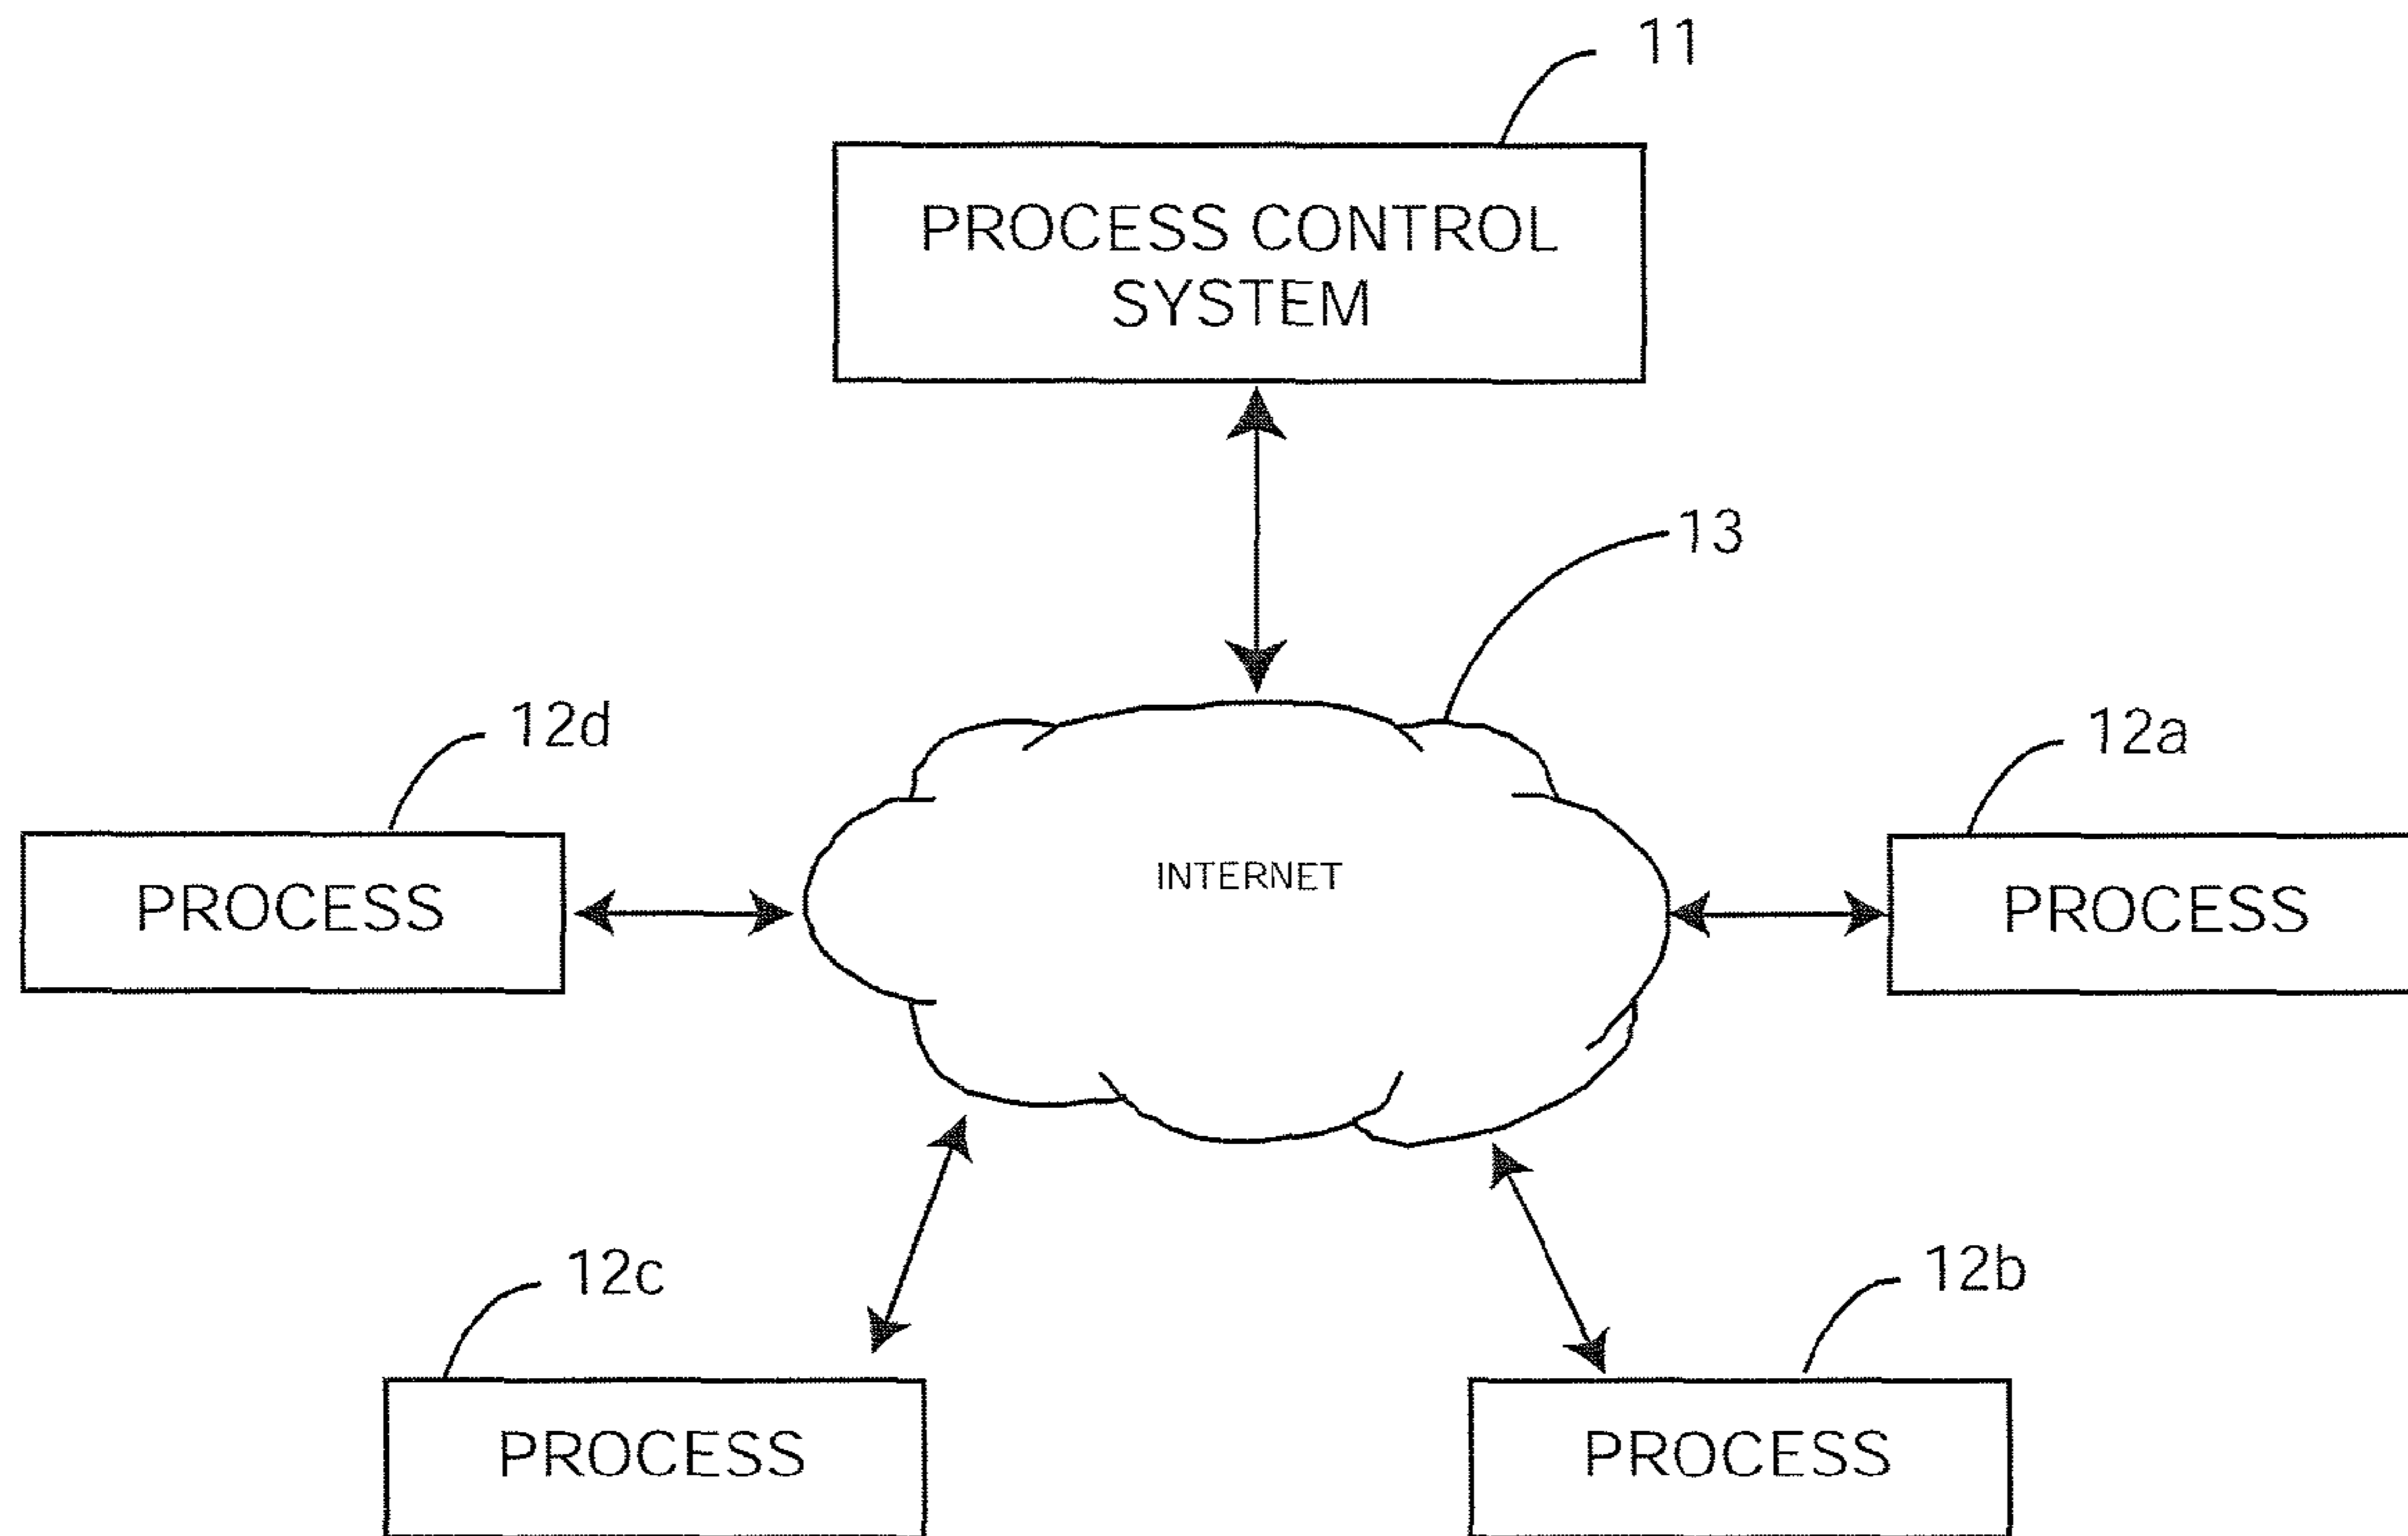 11
PROCESS CONTROL
SYSTEM
13
12d
12a
INTERNET
PROCESS
PROCESS
12c
12b
PROCESS
PROCESS